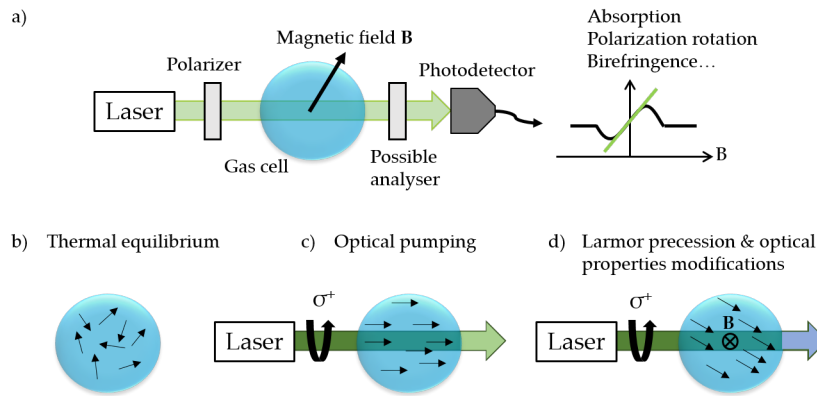 a)
Absorption
Polarization rotation
Birefringence…
Magnetic field B
Polarizer
Photodetector
Laser
Gas cell
Possible
analyser
B
b) Thermal equilibrium
c) Optical pumping
d) Larmor precession & optical
properties modifications
σ⁺
Laser
σ⁺
Laser
B